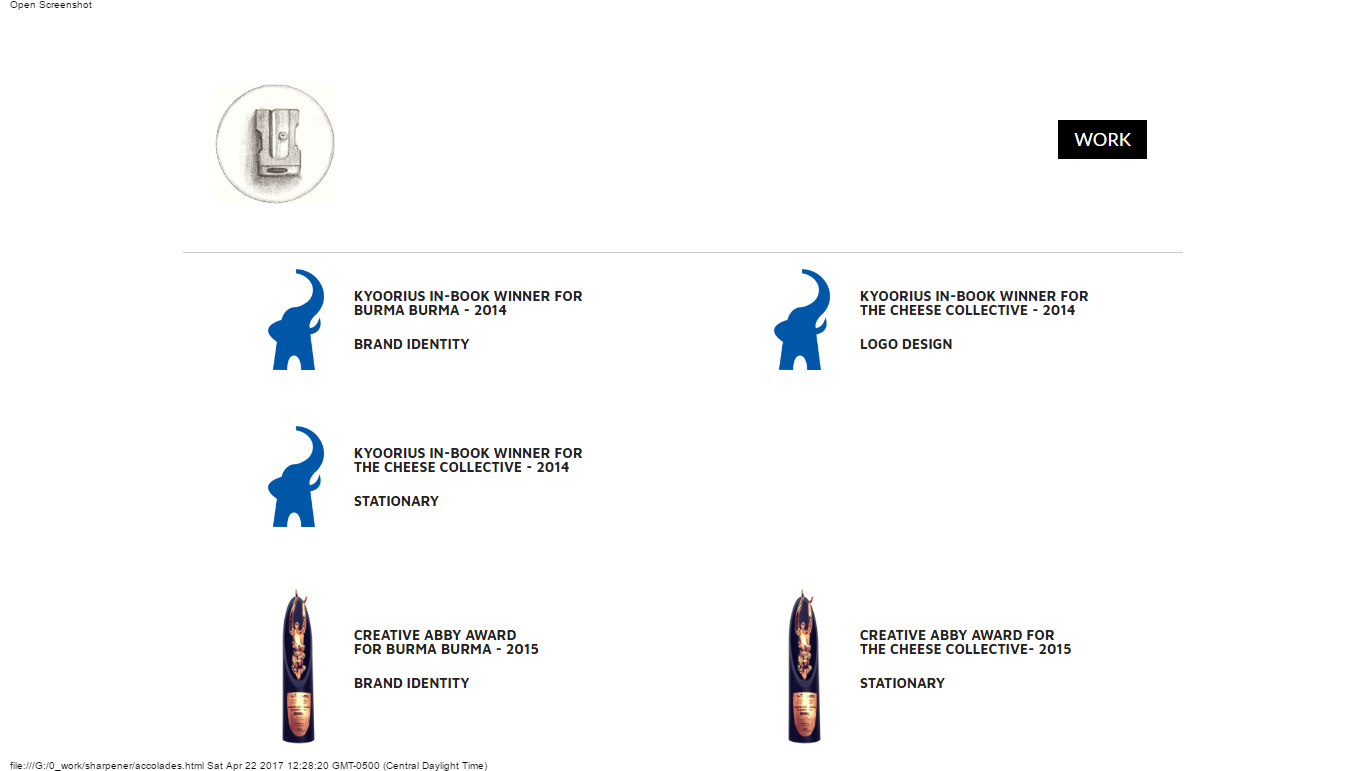 Open Screenshot
WORK
KYOORIUS IN-BOOK WINNER FOR
BURMA BURMA - 2014
BRAND IDENTITY
KYOORIUS IN-BOOK WINNER FOR
THE CHEESE COLLECTIVE - 2014
LOGO DESIGN
KYOORIUS IN-BOOK WINNER FOR
THE CHEESE COLLECTIVE - 2014
STATIONARY
CREATIVE ABBY AWARD
FOR BURMA BURMA - 2015
BRAND IDENTITY
CREATIVE ABBY AWARD FOR
THE CHEESE COLLECTIVE- 2015
STATIONARY
file:///G:/0_work/sharpener/accolades.html Sat Apr 22 2017 12:28:20 GMT-0500 (Central Daylight Time)